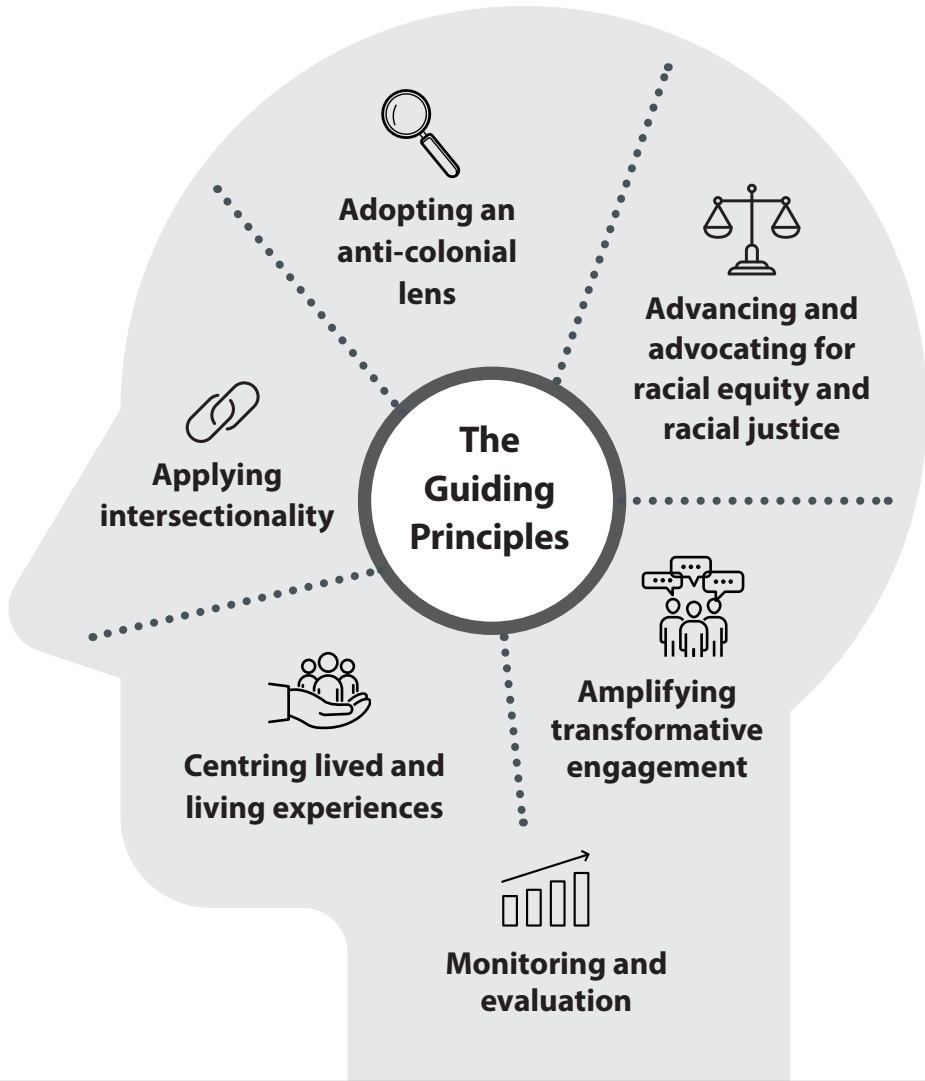 Adopting an
anti-colonial
lens
Advancing and
advocating for
racial equity and
racial justice
Applying
intersectionality
The
Guiding
Principles
Amplifying
transformative
engagement
Centring lived and
living experiences
Monitoring and
evaluation